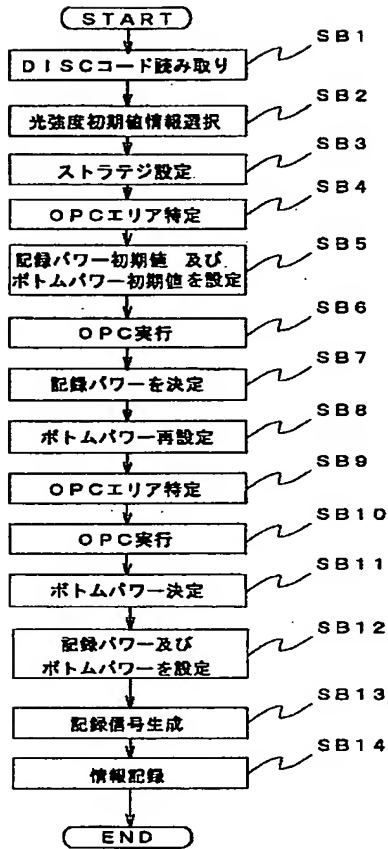 START
SB1
DISCコード読み取り
SB2
光強度初期値情報選択
SB3
ストラテジ設定
SB4
OPCエリア特定
SB5
記録パワー初期値 及び
ボトムパワー初期値を設定
SB6
OPC実行
SB7
記録パワーを決定
SB8
ボトムパワー再設定
SB9
OPCエリア特定
SB10
OPC実行
SB11
ボトムパワー決定
SB12
記録パワー及び
ボトムパワーを設定
SB13
記録信号生成
SB14
情報記録
END